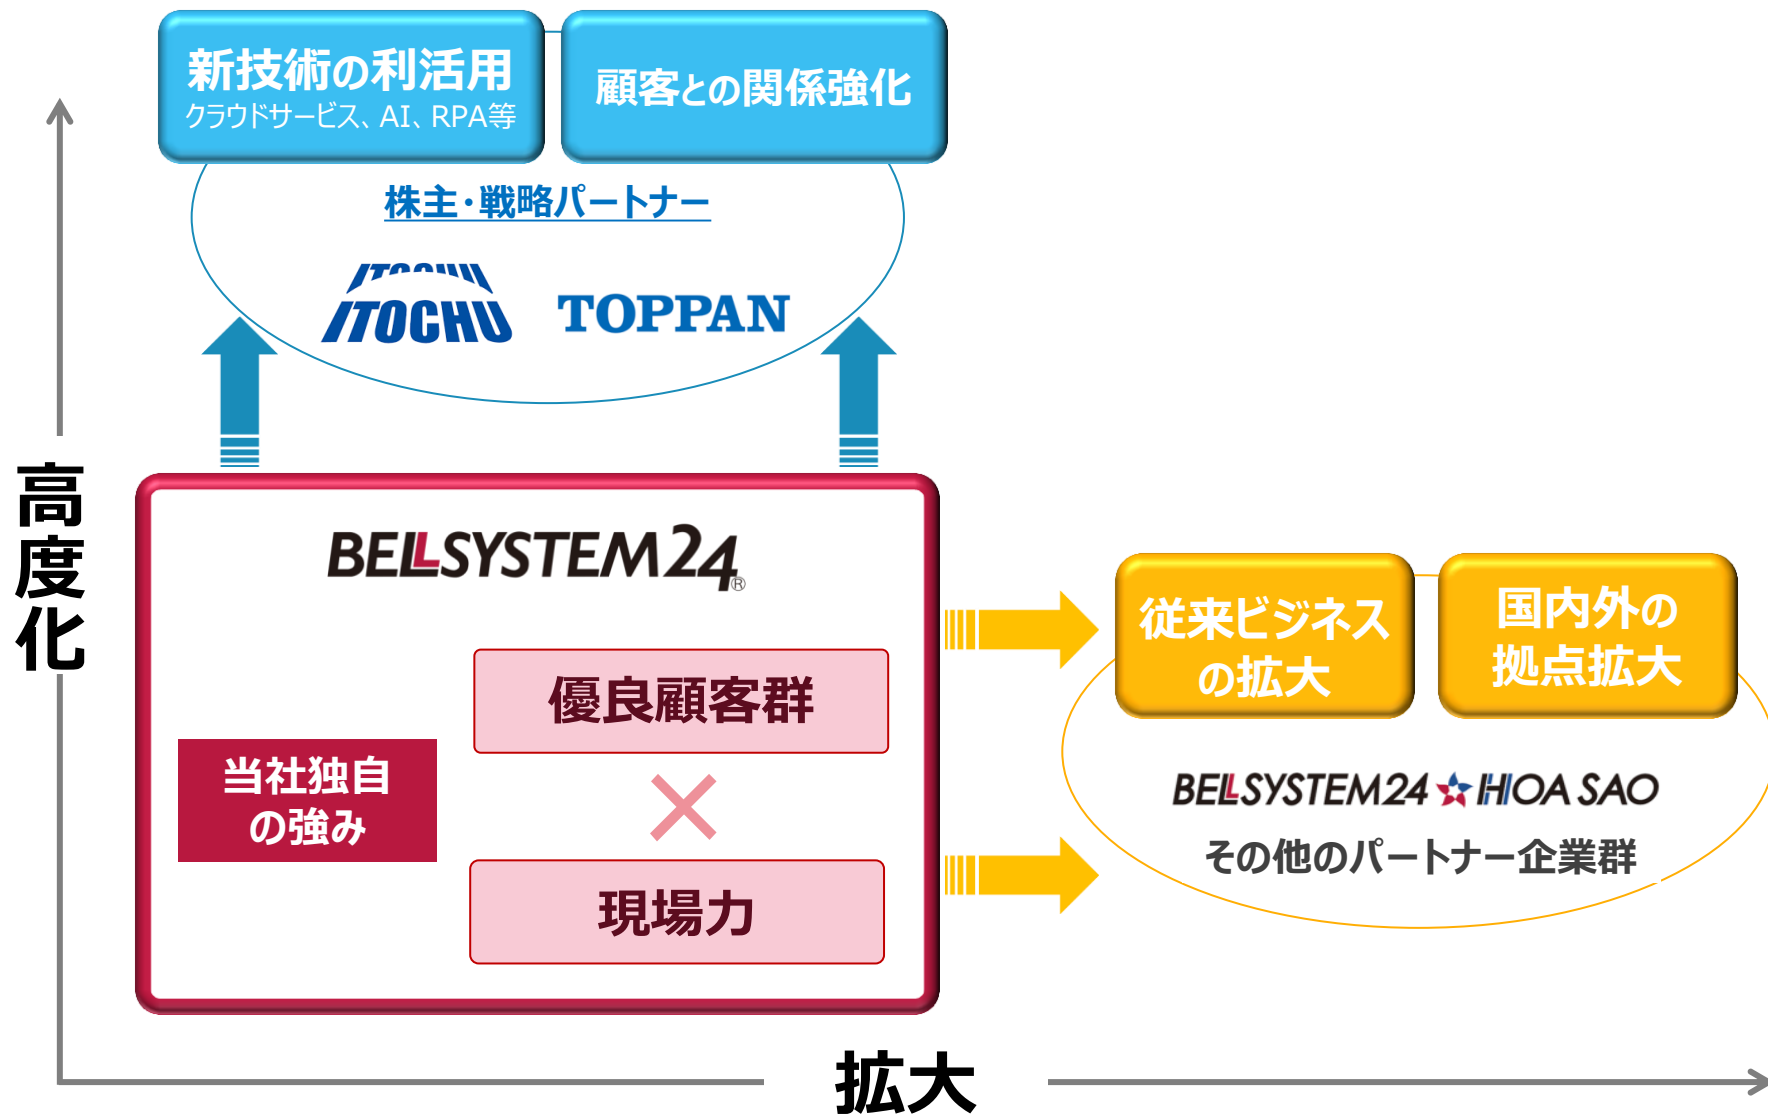 新技術の利活用
クラウドサービス、AI、RPA等
顧客との関係強化
株主・戦略パートナー
ITOCHU
ITOCHU
TOPPAN
高度化
BELLSYSTEM24®
優良顧客群
当社独自
の強み
×
現場力
従来ビジネス
の拡大
国内外の
拠点拡大
BELLSYSTEM24 HOA SAO
その他のパートナー企業群
拡大